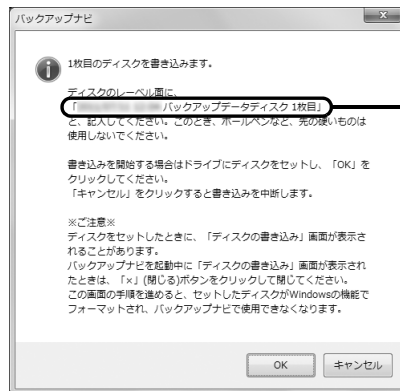 バックアップナビ
1枚目のディスクを書き込みます。
ディスクのレーベル面に、
「 バックアップデータディスク 1枚目」
と、記入してください。このとき、ボールペンなど、先の硬いものは
使用しないでください。
書き込みを開始する場合はドライブにディスクをセットし、「OK」を
クリックしてください。
「キャンセル」をクリックすると書き込みを中断します。
※ご注意※
ディスクをセットしたときに、「ディスクの書き込み」画面が表示さ
れることがあります。
バックアップナビを起動中に「ディスクの書き込み」画面が表示され
たときは、「×」(閉じる)ボタンをクリックして閉じてください。
この画面の手順を進めると、セットしたディスクがWindowsの機能で
フォーマットされ、バックアップナビで使用できなくなります。
OK
キャンセル